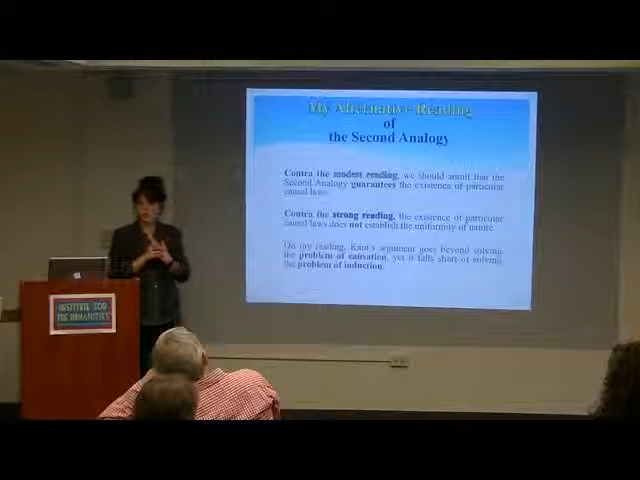 My Alternative Reading
of
the Second Analogy
Contra the modest reading, we should admit that the
Second Analogy guarantees the existence of particular
causal laws.
Contra the strong reading, the existence of particular
causal laws does not establish the uniformity of nature.
On my reading, Kant's argument goes beyond solving
the problem of causation, yet it falls short of solving
the problem of induction.
INSTITUTE FOR
THE HUMANITIES